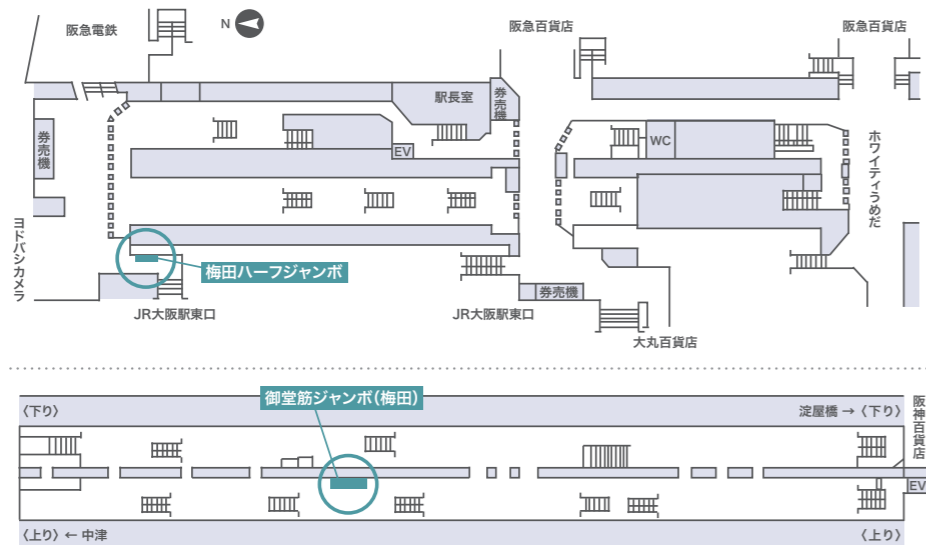 阪急電鉄
N
阪急百貨店
阪急百貨店
駅長室
券売機
券売機
EV
WC
ホワイティうめだ
ヨドバシカメラ
梅田ハーフジャンボ
券売機
JR大阪駅東口
JR大阪駅東口
大丸百貨店
御堂筋ジャンボ(梅田)
〈下り〉
淀屋橋 → 〈下り〉
阪神百貨店
EV
〈上り〉 ← 中津
〈上り〉